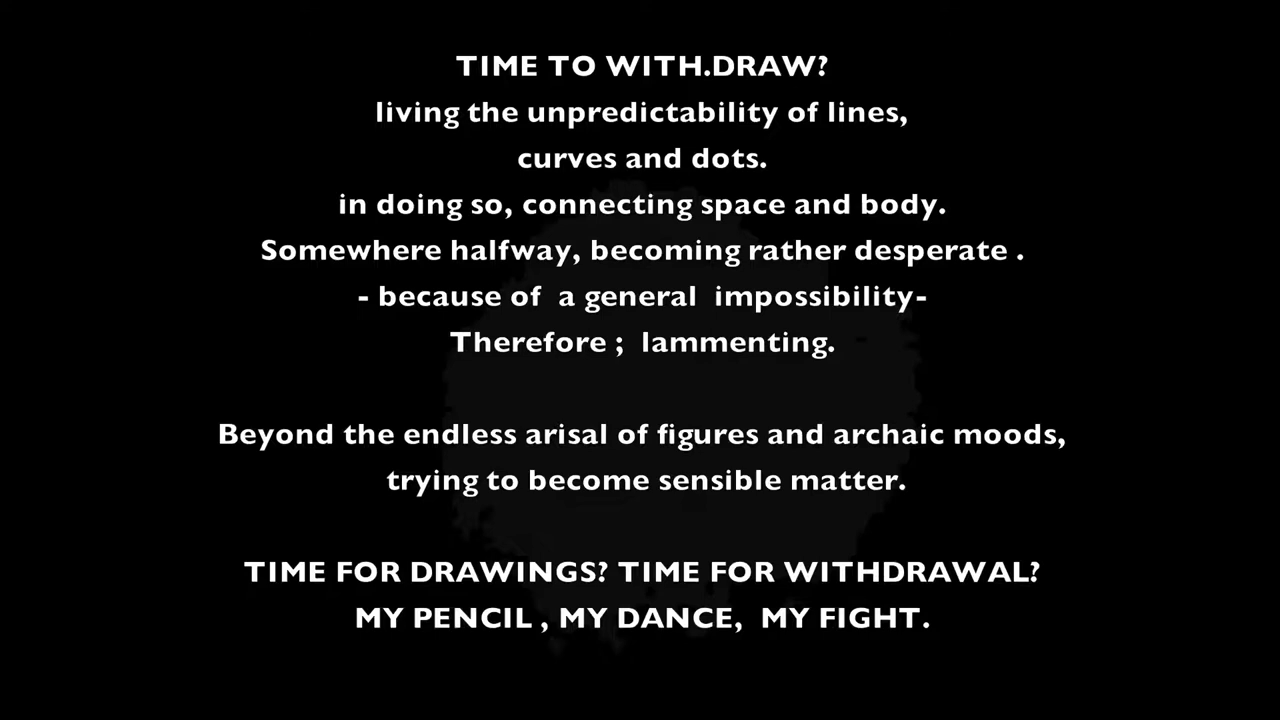 TIME TO WITH.DRAW?
living the unpredictability of lines,
curves and dots.
in doing so, connecting space and body.
Somewhere halfway, becoming rather desperate .
- because of  a general  impossibility-
Therefore ;  lammenting.
Beyond the endless arisal of figures and archaic moods,
trying to become sensible matter.
TIME FOR DRAWINGS? TIME FOR WITHDRAWAL?
MY PENCIL , MY DANCE,  MY FIGHT.